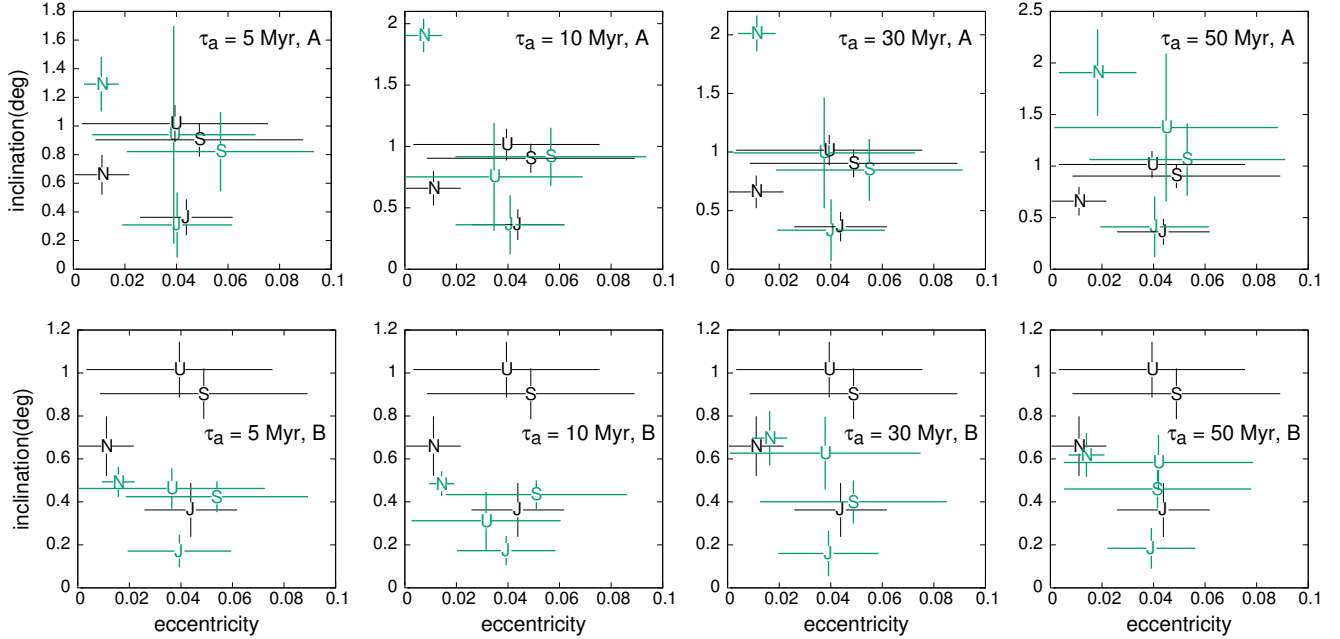 τa = 5 Myr, A
τa = 10 Myr, A
τa = 30 Myr, A
τa = 50 Myr, A
inclination(deg)
1.8
1.6
1.4
1.2
1
0.8
0.6
0.4
0.2
0
N
U
U
S
S
N
J
J
0 0.02 0.04 0.06 0.08 0.1
2
1.5
1
0.5
0
N
U
S
S
U
N
J
J
0 0.02 0.04 0.06 0.08 0.1
2
1.5
1
0.5
0
N
U
U
S
S
N
J
J
0 0.02 0.04 0.06 0.08 0.1
2.5
2
1.5
1
0.5
0
N
U
S
U
S
N
J
J
0 0.02 0.04 0.06 0.08 0.1
τa = 5 Myr, B
τa = 10 Myr, B
τa = 30 Myr, B
τa = 50 Myr, B
inclination(deg)
1.2
1
0.8
0.6
0.4
0.2
0
U
S
N
N
U
S
J
J
0 0.02 0.04 0.06 0.08 0.1
eccentricity
1.2
1
0.8
0.6
0.4
0.2
0
U
S
N
N
S
J
U
J
0 0.02 0.04 0.06 0.08 0.1
eccentricity
1.2
1
0.8
0.6
0.4
0.2
0
U
S
N
N
U
S
J
J
0 0.02 0.04 0.06 0.08 0.1
eccentricity
1.2
1
0.8
0.6
0.4
0.2
0
U
S
N
N
U
S
J
J
0 0.02 0.04 0.06 0.08 0.1
eccentricity